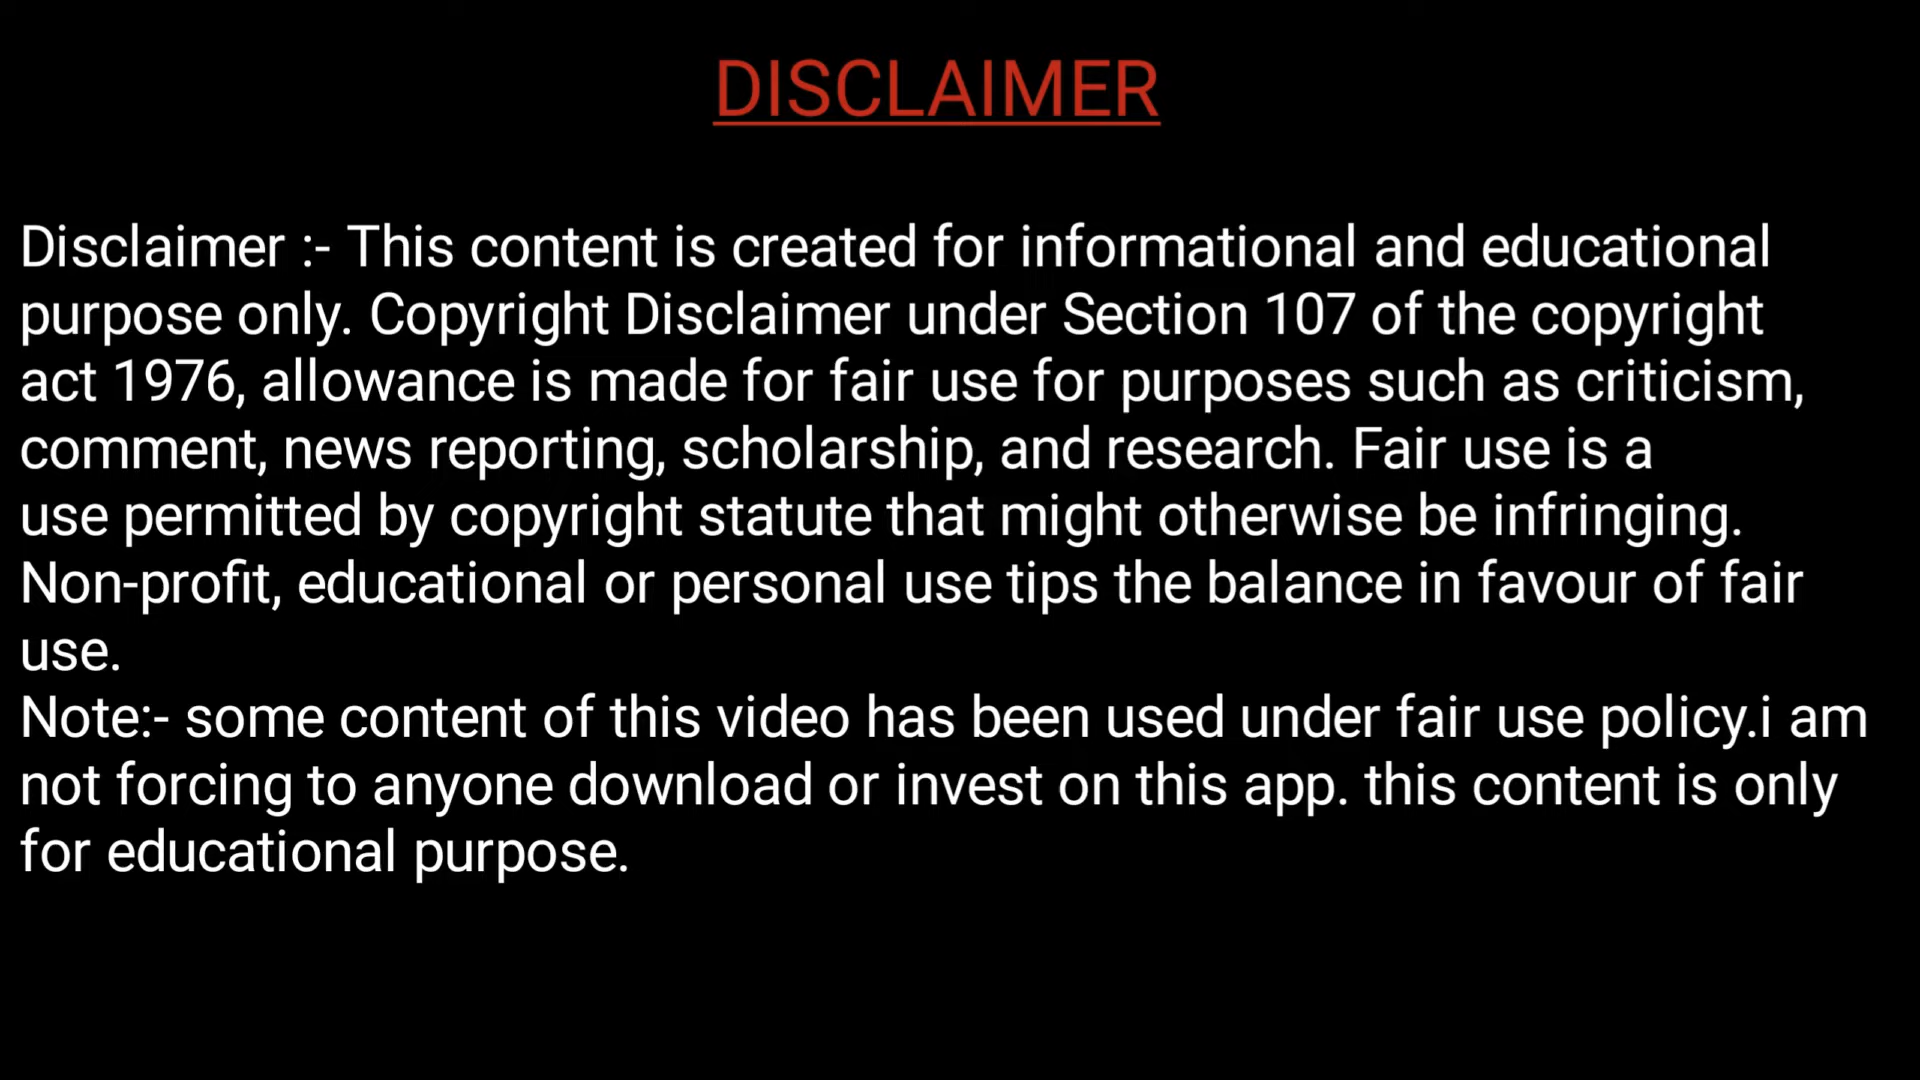 DISCLAIMER
Disclaimer :- This content is created for informational and educational
purpose only. Copyright Disclaimer under Section 107 of the copyright
act 1976, allowance is made for fair use for purposes such as criticism,
comment, news reporting, scholarship, and research. Fair use is a
use permitted by copyright statute that might otherwise be infringing.
Non-profit, educational or personal use tips the balance in favour of fair
use.
Note:- some content of this video has been used under fair use policy.i am
not forcing to anyone download or invest on this app. this content is only
for educational purpose.